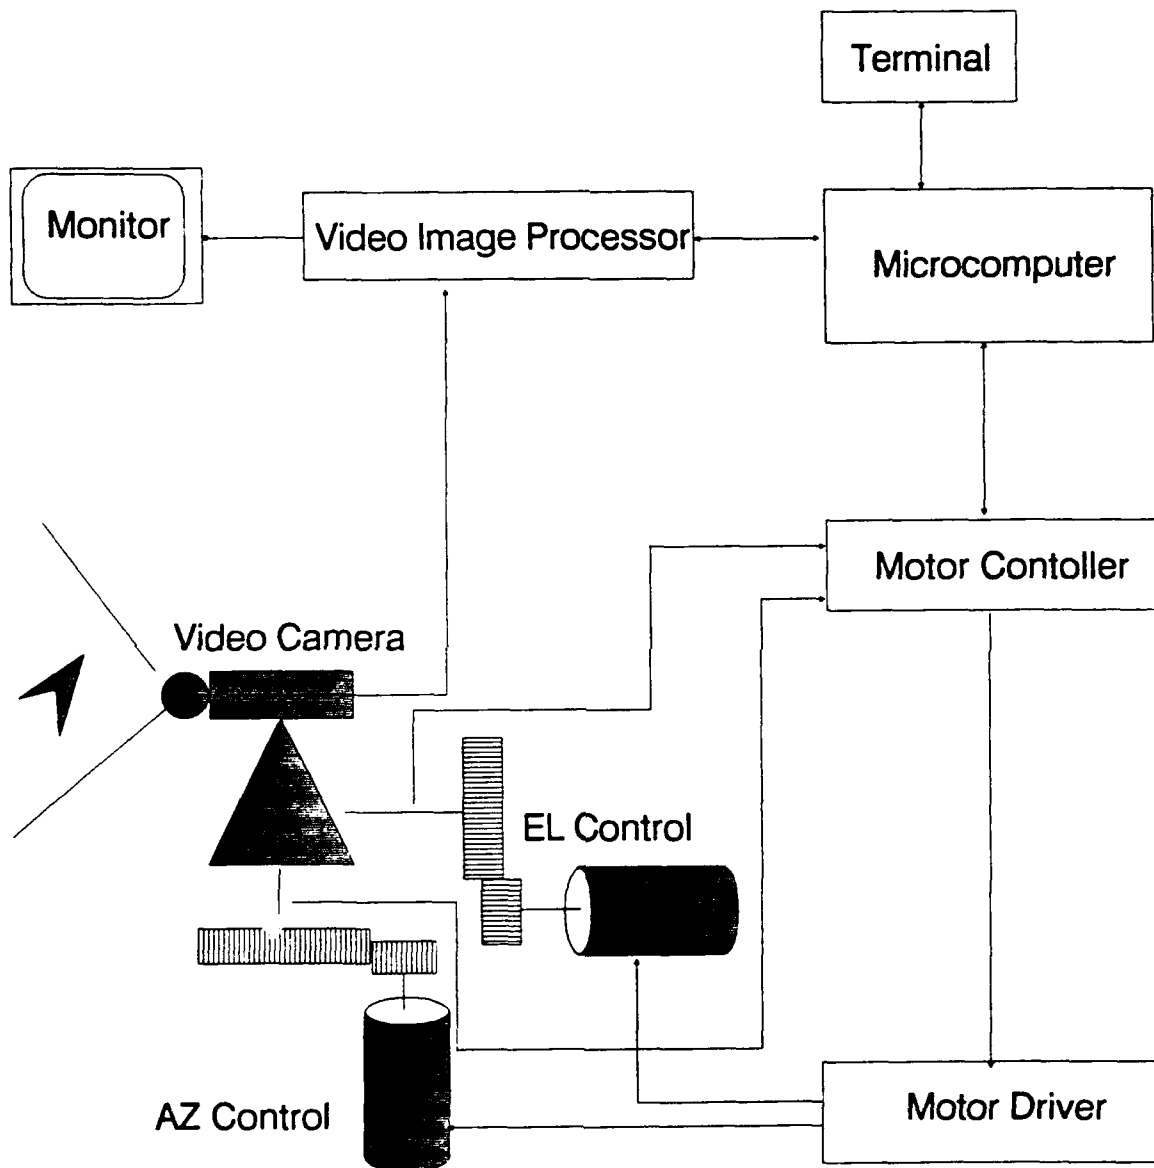 Terminal
Monitor
Video Image Processor
Microcomputer
Motor Contoller
Video Camera
EL Control
AZ Control
Motor Driver